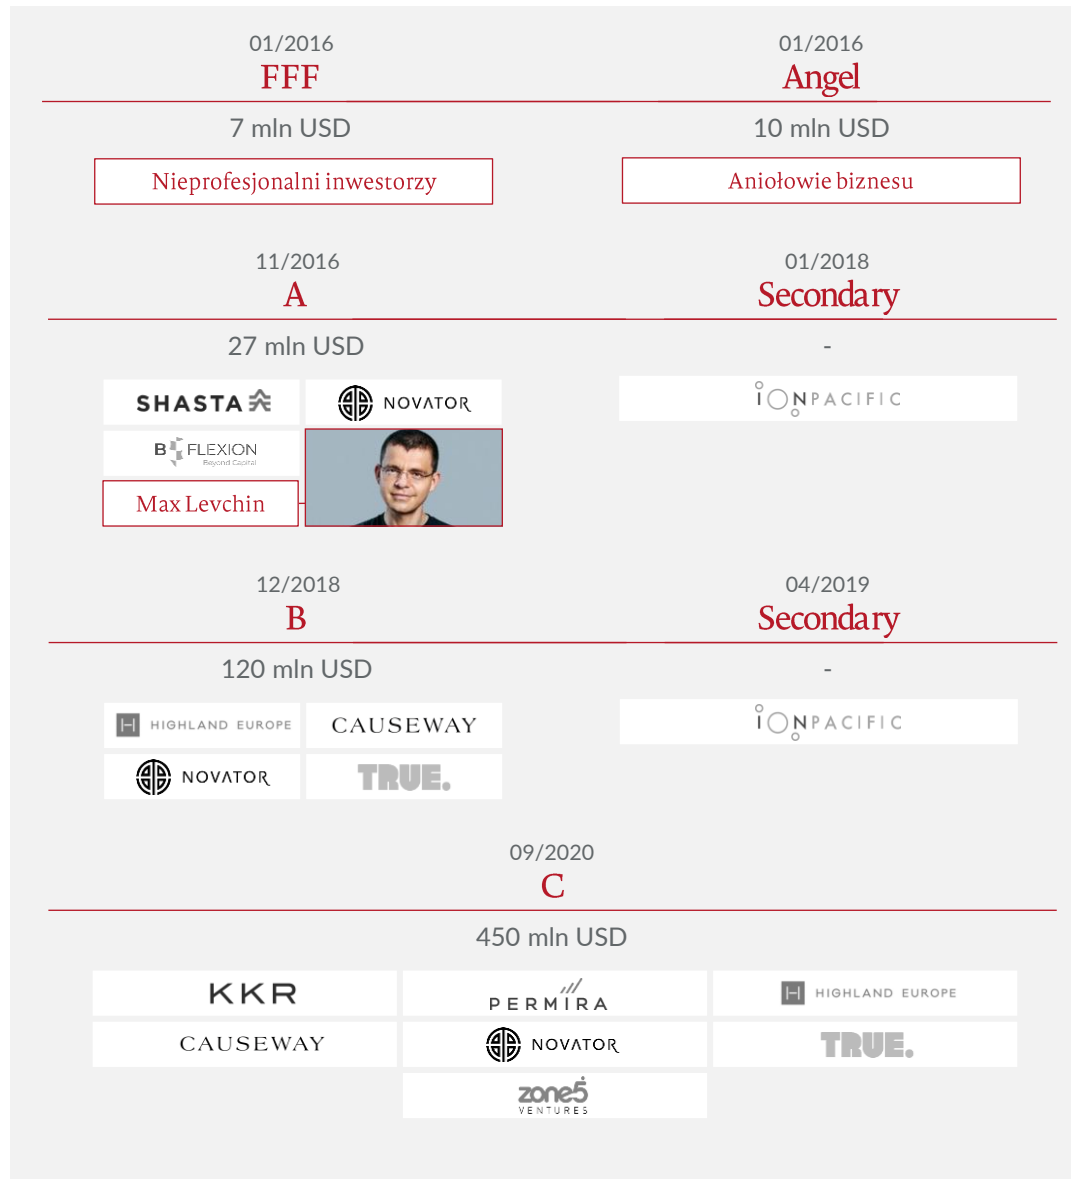 01/2016
FFF
7 mln USD
Nieprofesjonalni inwestorzy
01/2016
Angel
10 mln USD
Aniołowie biznesu
11/2016
A
27 mln USD
SHASTA
NOVATOR
B FLEXION
Beyond Capital
Max Levchin
01/2018
Secondary
-
IONPACIFIC
12/2018
B
120 mln USD
HIGHLAND EUROPE
CAUSEWAY
NOVATOR
TRUE.
04/2019
Secondary
-
IONPACIFIC
09/2020
C
450 mln USD
KKR
PERMIRA
HIGHLAND EUROPE
CAUSEWAY
NOVATOR
TRUE.
zone5
VENTURES